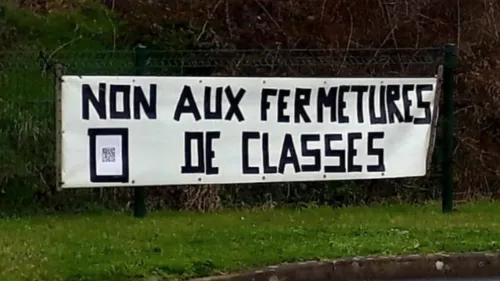 NON AUX FERMETURES
DE CLASSES